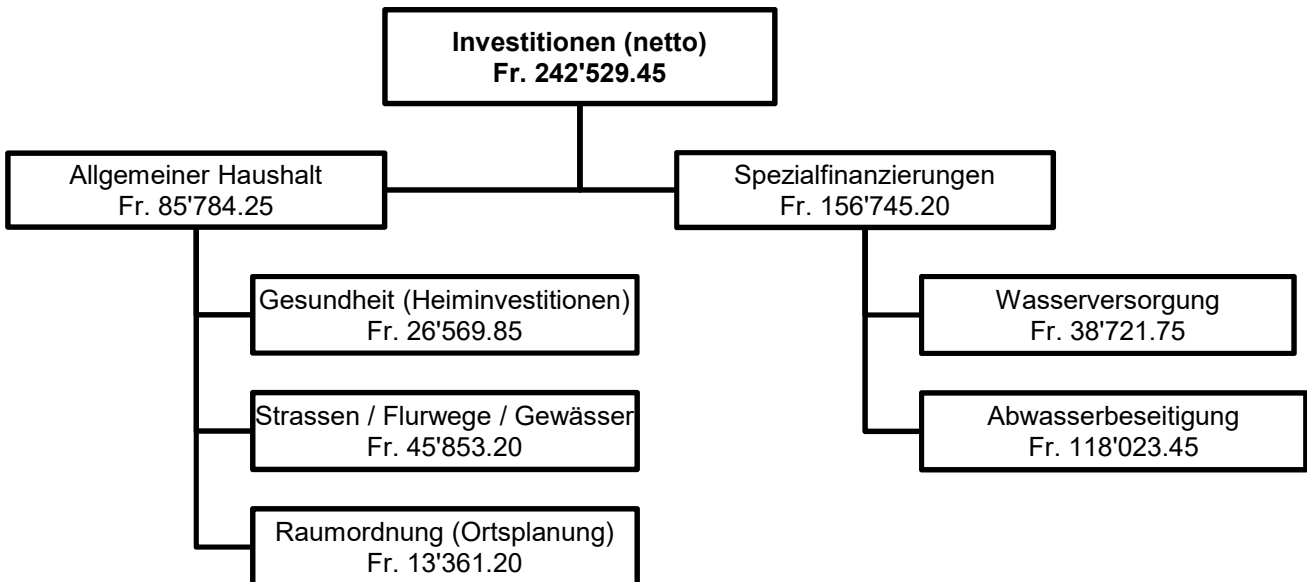 Investitionen (netto)
Fr. 242'529.45
Allgemeiner Haushalt
Fr. 85'784.25
Spezialfinanzierungen
Fr. 156'745.20
Gesundheit (Heiminvestitionen)
Fr. 26'569.85
Wasserversorgung
Fr. 38'721.75
Strassen / Flurwege / Gewässer
Fr. 45'853.20
Abwasserbeseitigung
Fr. 118'023.45
Raumordnung (Ortsplanung)
Fr. 13'361.20